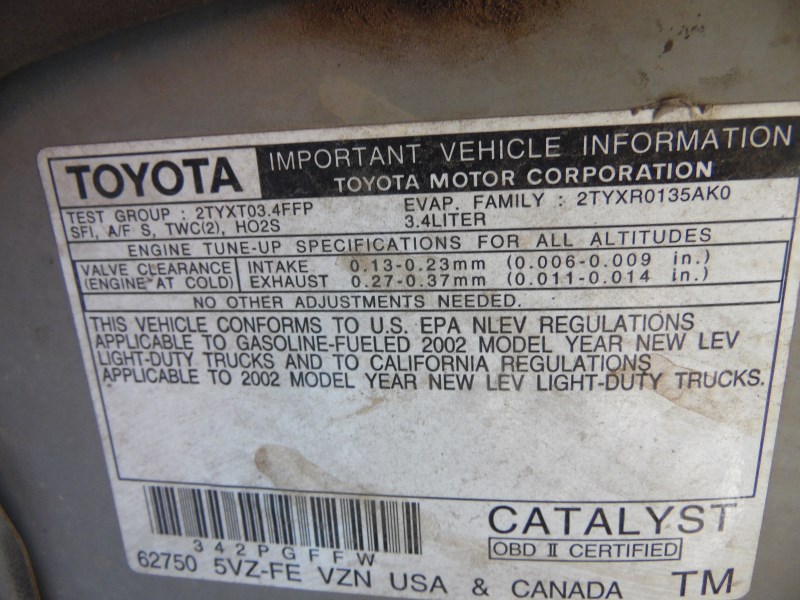 TOYOTA
IMPORTANT VEHICLE INFORMATION
TOYOTA MOTOR CORPORATION
TEST GROUP : 2TYXT03.4FFP EVAP. FAMILY : 2TYXR0135AK0
SFI, A/F S, TWC(2), HO2S 3.4LITER
ENGINE TUNE-UP SPECIFICATIONS FOR ALL ALTITUDES
VALVE CLEARANCE INTAKE 0.13-0.23mm (0.006-0.009 in.)
(ENGINE AT COLD) EXHAUST 0.27-0.37mm (0.011-0.014 in.)
NO OTHER ADJUSTMENTS NEEDED.
THIS VEHICLE CONFORMS TO U.S. EPA NLEV REGULATIONS
APPLICABLE TO GASOLINE-FUELED 2002 MODEL YEAR NEW LEV
LIGHT-DUTY TRUCKS AND TO CALIFORNIA REGULATIONS
APPLICABLE TO 2002 MODEL YEAR NEW LEV LIGHT-DUTY TRUCKS.
CATALYST
342PGFFW
OBD II CERTIFIED
62750 5VZ-FE VZN USA & CANADA TM